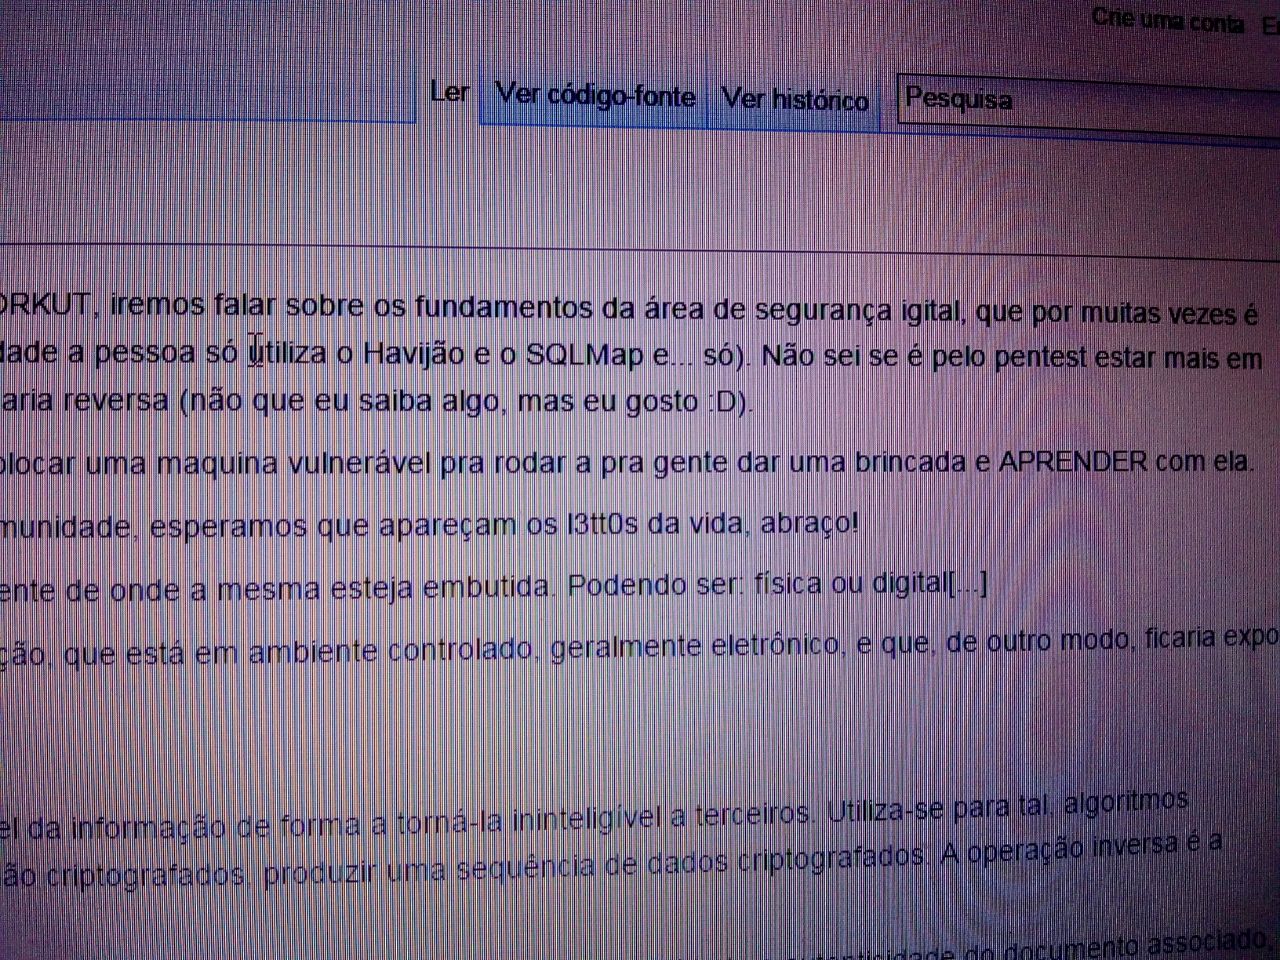 Crie uma conta
Ler Ver código-fonte Ver histórico Pesquisa
ORKUT, iremos falar sobre os fundamentos da área de segurança igital, que por muitas vezes é
dade a pessoa só utiliza o Havijão e o SQLMap e... só). Não sei se é pelo pentest estar mais em
aria reversa (não que eu saiba algo, mas eu gosto :D).
olocar uma maquina vulnerável pra rodar a pra gente dar uma brincada e APRENDER com ela.
munidade, esperamos que apareçam os l3tt0s da vida, abraço!
ente de onde a mesma esteja embutida. Podendo ser: física ou digital[...]
ção, que está em ambiente controlado, geralmente eletrônico, e que, de outro modo, ficaria expo
el da informação de forma a torná-la ininteligível a terceiros. Utiliza-se para tal, algoritmos
ão criptografados, produzir uma sequência de dados criptografados. A operação inversa é a
do documento associado,